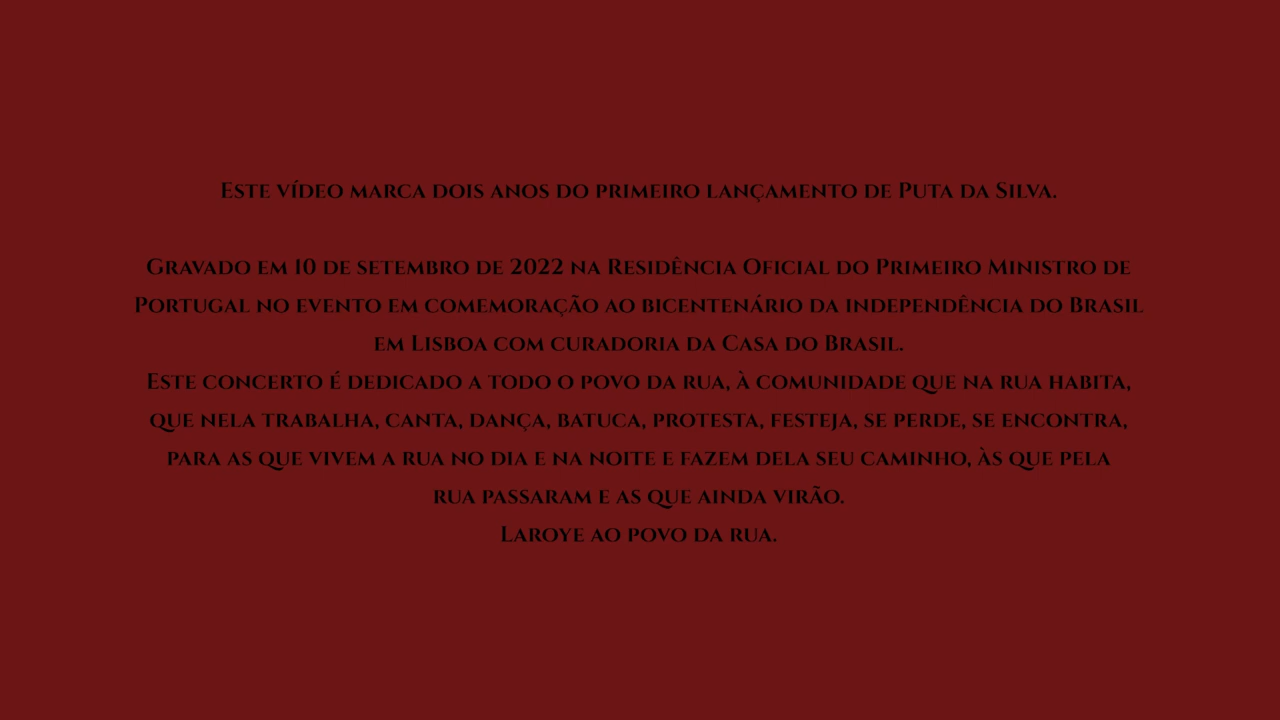 Este vídeo marca dois anos do primeiro lançamento de Puta da Silva.
Gravado em 10 de setembro de 2022 na Residência Oficial do Primeiro Ministro de
Portugal no evento em comemoração ao bicentenário da independência do Brasil
em Lisboa com curadoria da Casa do Brasil.
Este concerto é dedicado a todo o povo da rua, à comunidade que na rua habita,
que nela trabalha, canta, dança, batuca, protesta, festeja, se perde, se encontra,
para as que vivem a rua no dia e na noite e fazem dela seu caminho, às que pela
rua passaram e as que ainda virão.
Laroye ao povo da rua.